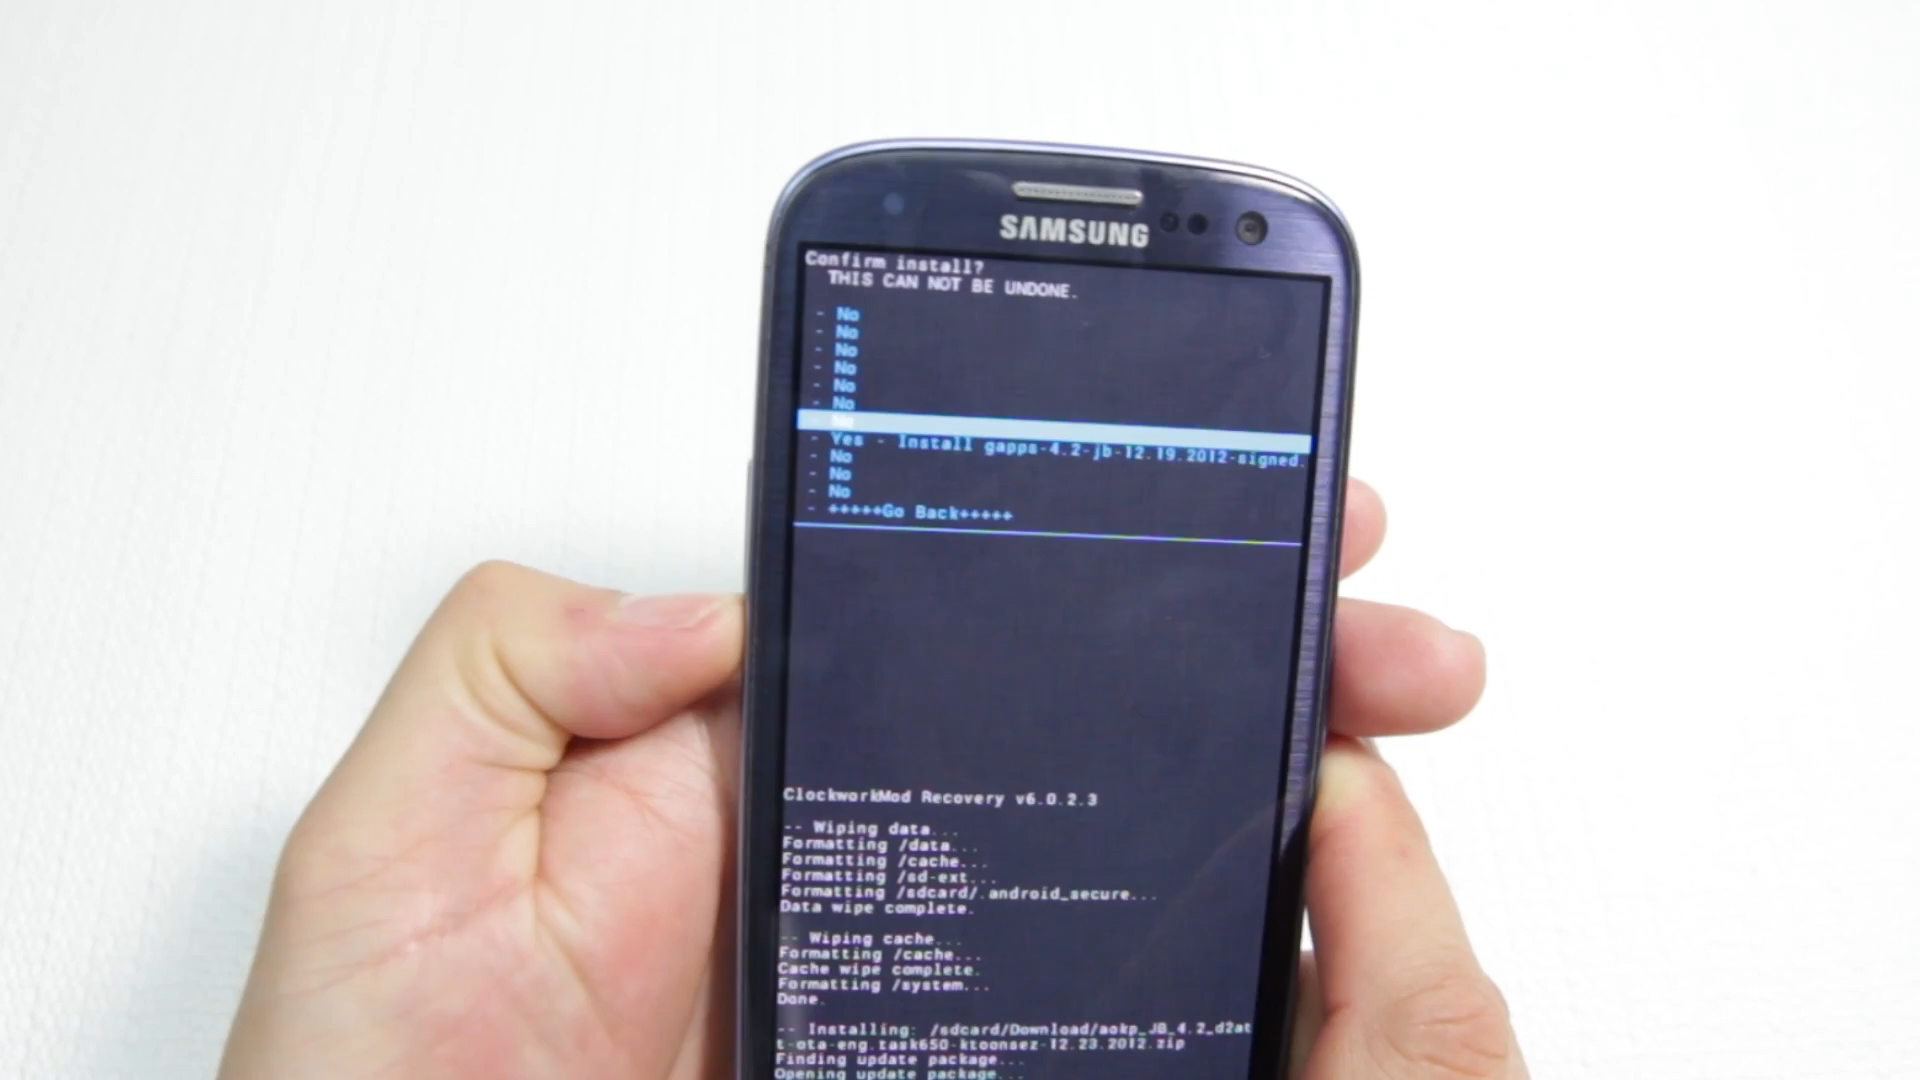 SAMSUNG
Confirm install?
THIS CAN NOT BE UNDONE.
- No
- No
- No
- No
- No
- No
- No
- Yes - Install gapps-4.2-jb-12.19.2012-signed.
- No
- No
- No
- +++++Go Back+++++
ClockworkMod Recovery v6.0.2.3
-- Wiping data...
Formatting /data...
Formatting /cache...
Formatting /sd-ext...
Formatting /sdcard/.android_secure...
Data wipe complete.
-- Wiping cache...
Formatting /cache...
Cache wipe complete.
Formatting /system...
Done.
-- Installing: /sdcard/Download/aokp_JB_4.2_d2at
t-ota-eng.task650-ktoonsez-12.23.2012.zip
Finding update package...
Opening update package...